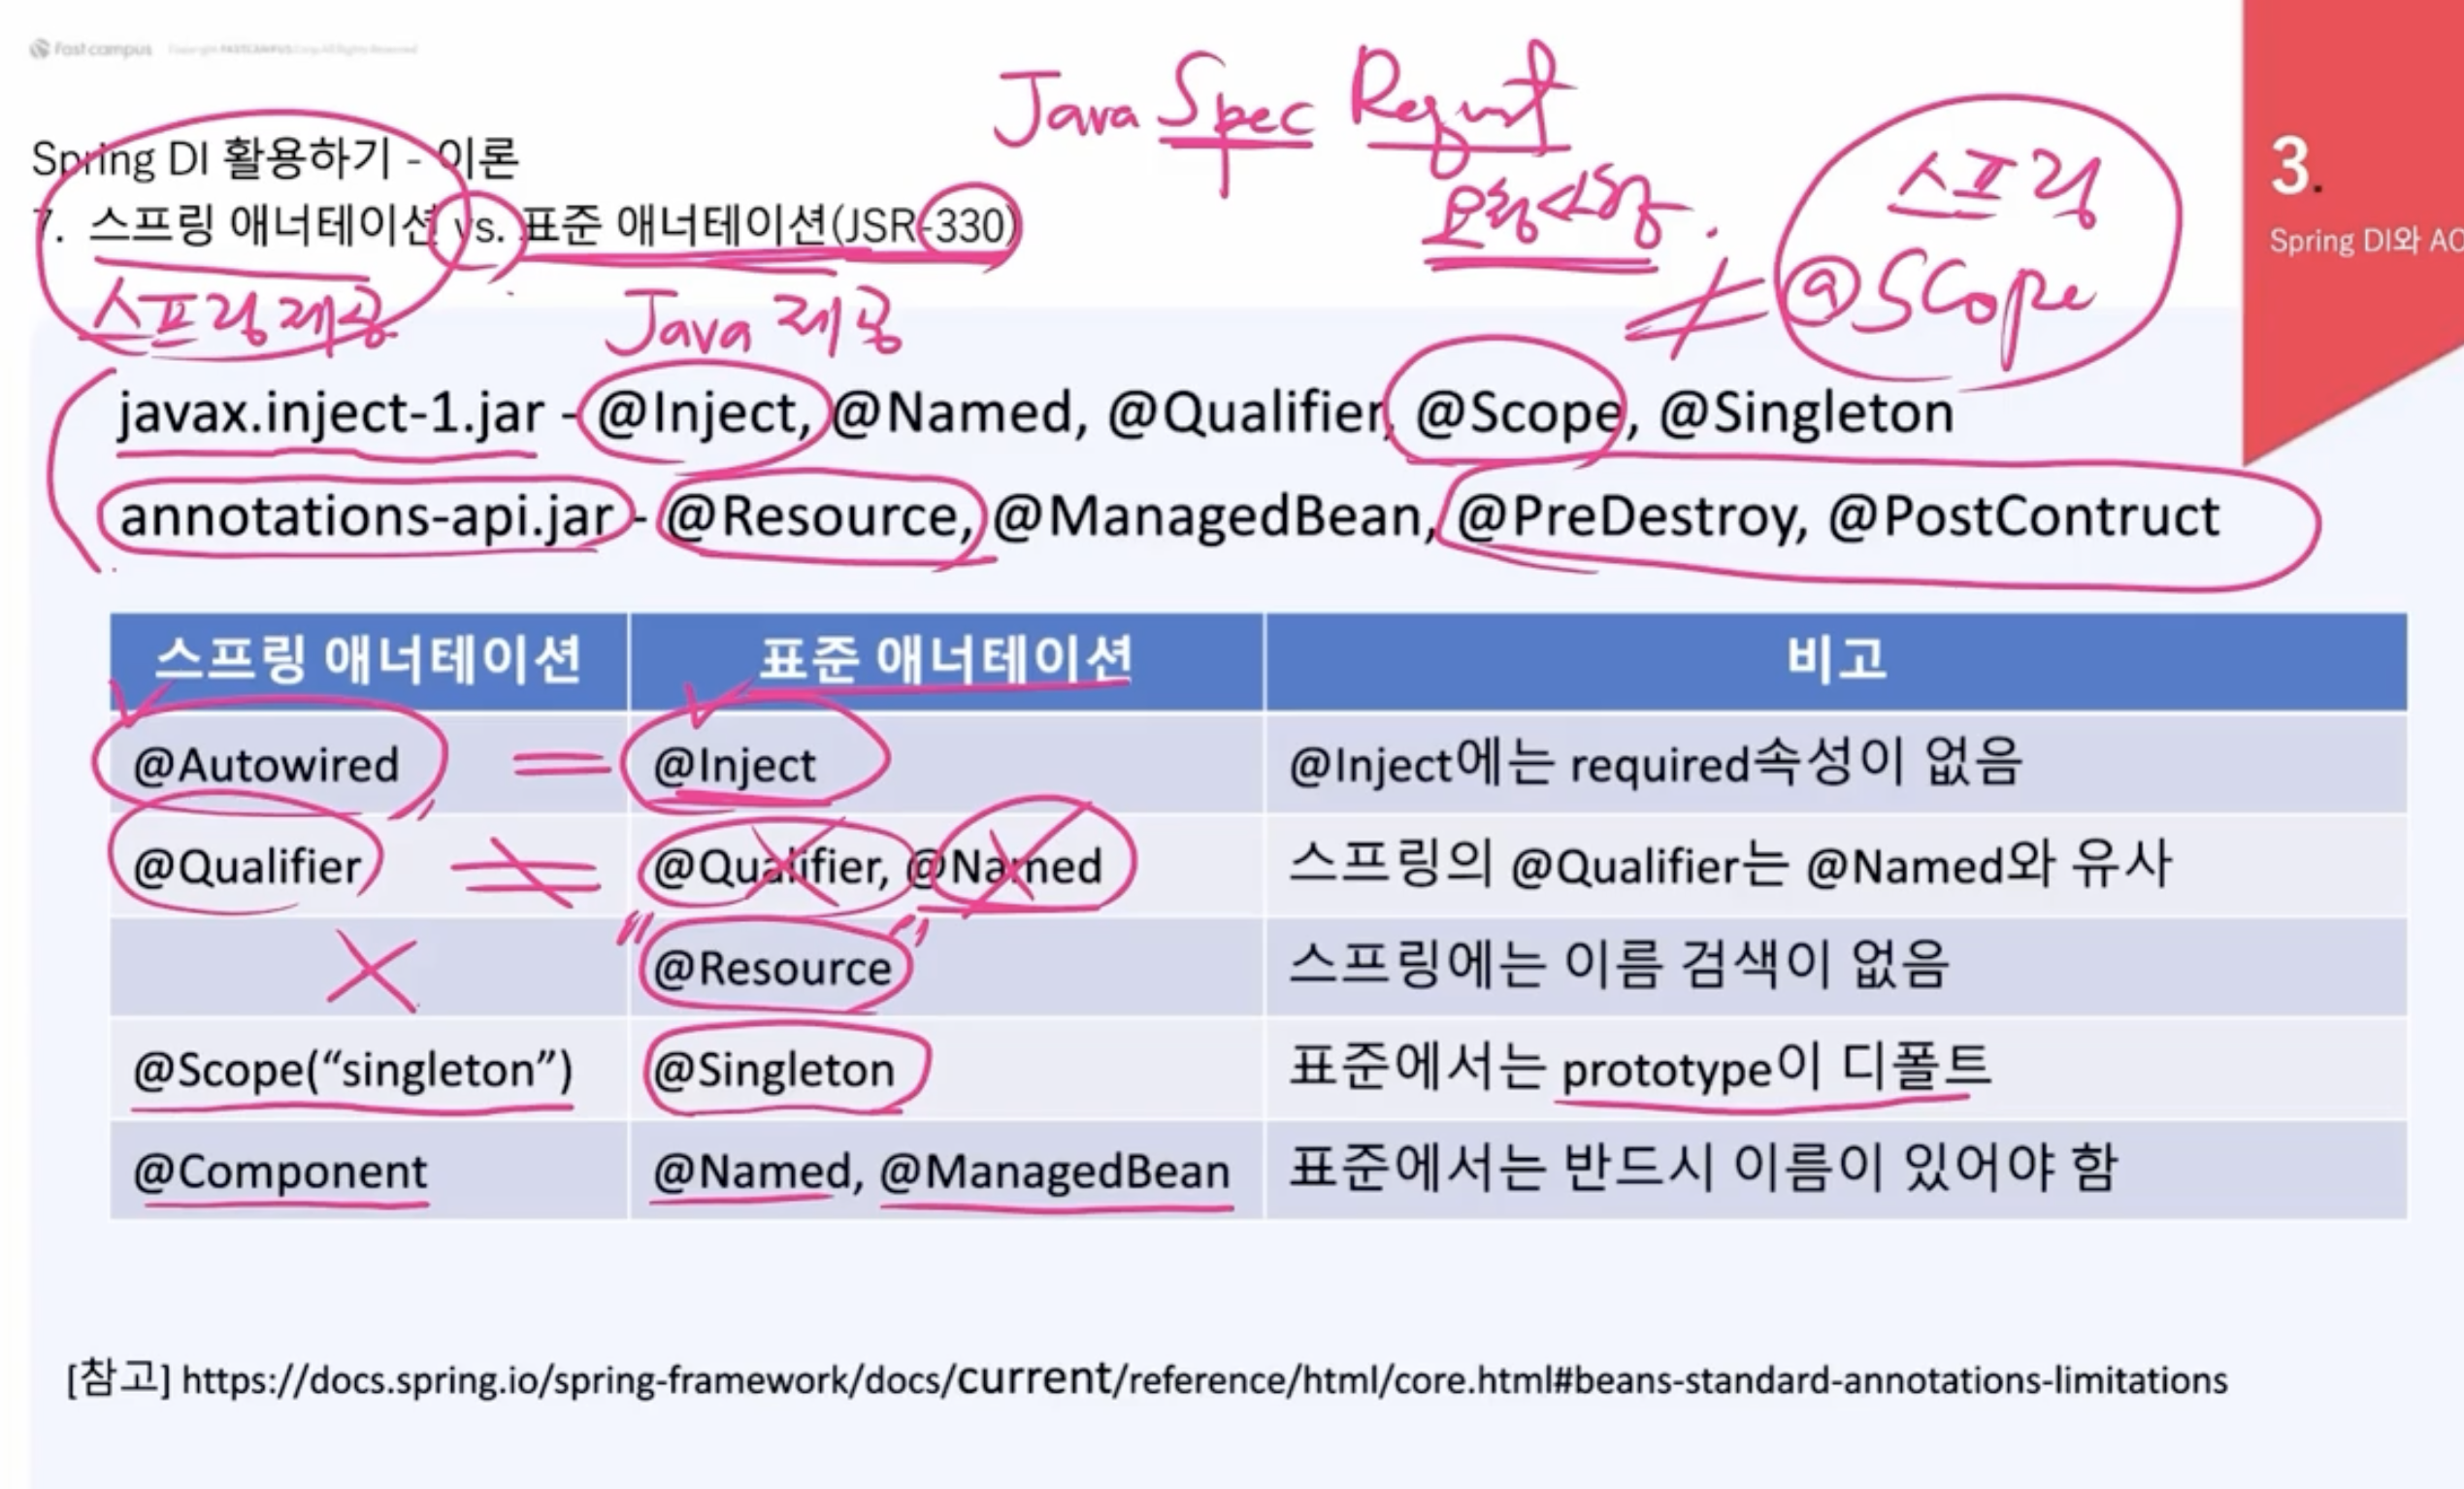 Fast campus Copyright FASTCAMPUS Corp. All Rights Reserved
Java Spec Request
Spring DI 활용하기 - 이론
7. 스프링 애너테이션 vs. 표준 애너테이션(JSR-330)
요청사항.
스프링
@Scope
≠
3.
Spring DI와 AO
스프링 제공
Java 제공
javax.inject-1.jar - @Inject, @Named, @Qualifier, @Scope, @Singleton
annotations-api.jar - @Resource, @ManagedBean, @PreDestroy, @PostContruct
스프링 애너테이션 표준 애너테이션 비고
@Autowired = @Inject @Inject에는 required속성이 없음
@Qualifier ≠ @Qualifier, @Named 스프링의 @Qualifier는 @Named와 유사
X "@Resource" 스프링에는 이름 검색이 없음
@Scope(“singleton”) @Singleton 표준에서는 prototype이 디폴트
@Component @Named, @ManagedBean 표준에서는 반드시 이름이 있어야 함
[참고] https://docs.spring.io/spring-framework/docs/current/reference/html/core.html#beans-standard-annotations-limitations